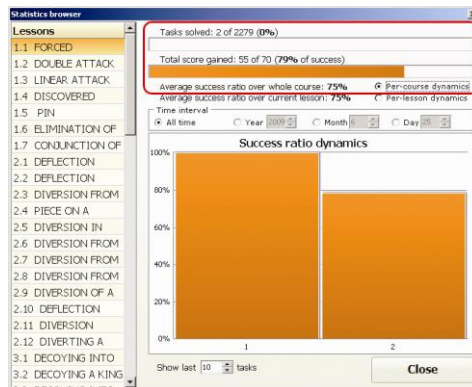 Statistics browser
Lessons
1.1 FORCED
1.2 DOUBLE ATTACK
1.3 LINEAR ATTACK
1.4 DISCOVERED
1.5 PIN
1.6 ELIMINATION OF
1.7 CONJUNCTION OF
2.1 DEFLECTION
2.2 DEFLECTION
2.3 DIVERSION FROM
2.4 PIECE ON A
2.5 DIVERSION IN
2.6 DIVERSION FROM
2.7 DIVERSION FROM
2.8 DIVERSION FROM
2.9 DIVERSION OF A
2.10 DEFLECTION
2.11 DIVERSION
2.12 DIVERTING A
3.1 DECOYING INTO
3.2 DECOYING A KING
Tasks solved: 2 of 2279 (0%)
Total score gained: 55 of 70 (79% of success)
Average success ratio over whole course: 75%
Per-course dynamics
Average success ratio over current lesson: 75%
Per-lesson dynamics
Time interval
All time Year 2009 Month 6 Day 25
Success ratio dynamics
100%
80%
60%
40%
20%
0%
1 2
Show last 10 tasks
Close